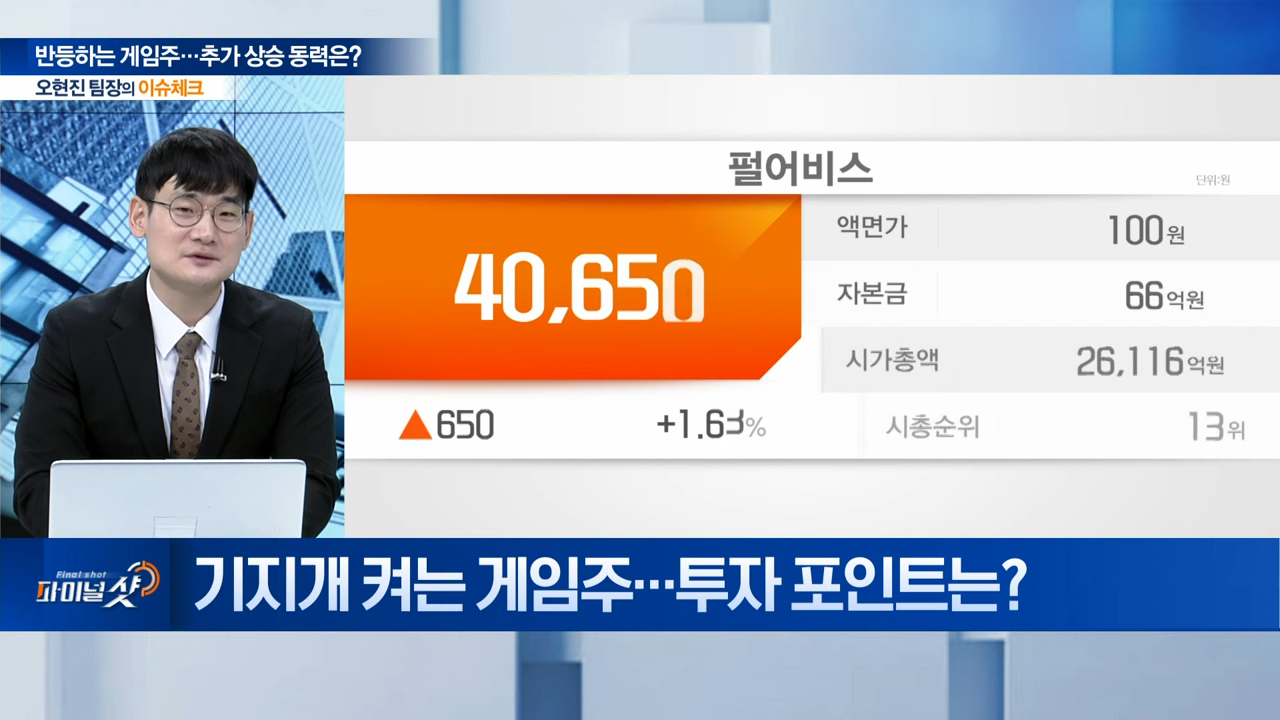 반등하는 게임주…추가 상승 동력은?
오현진 팀장의 이슈체크
펄어비스
단위:원
40,650
▲650 +1.63%
액면가 100원
자본금 66억원
시가총액 26,116억원
시총순위 13위
Final shot
파이널샷
기지개 켜는 게임주…투자 포인트는?